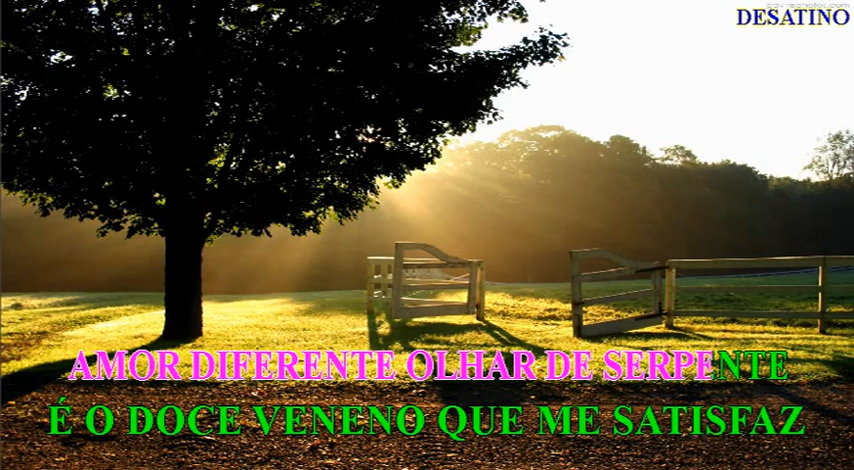 DESATINO
AMOR DIFERENTE OLHAR DE SERPENTE
É O DOCE VENENO QUE ME SATISFAZ